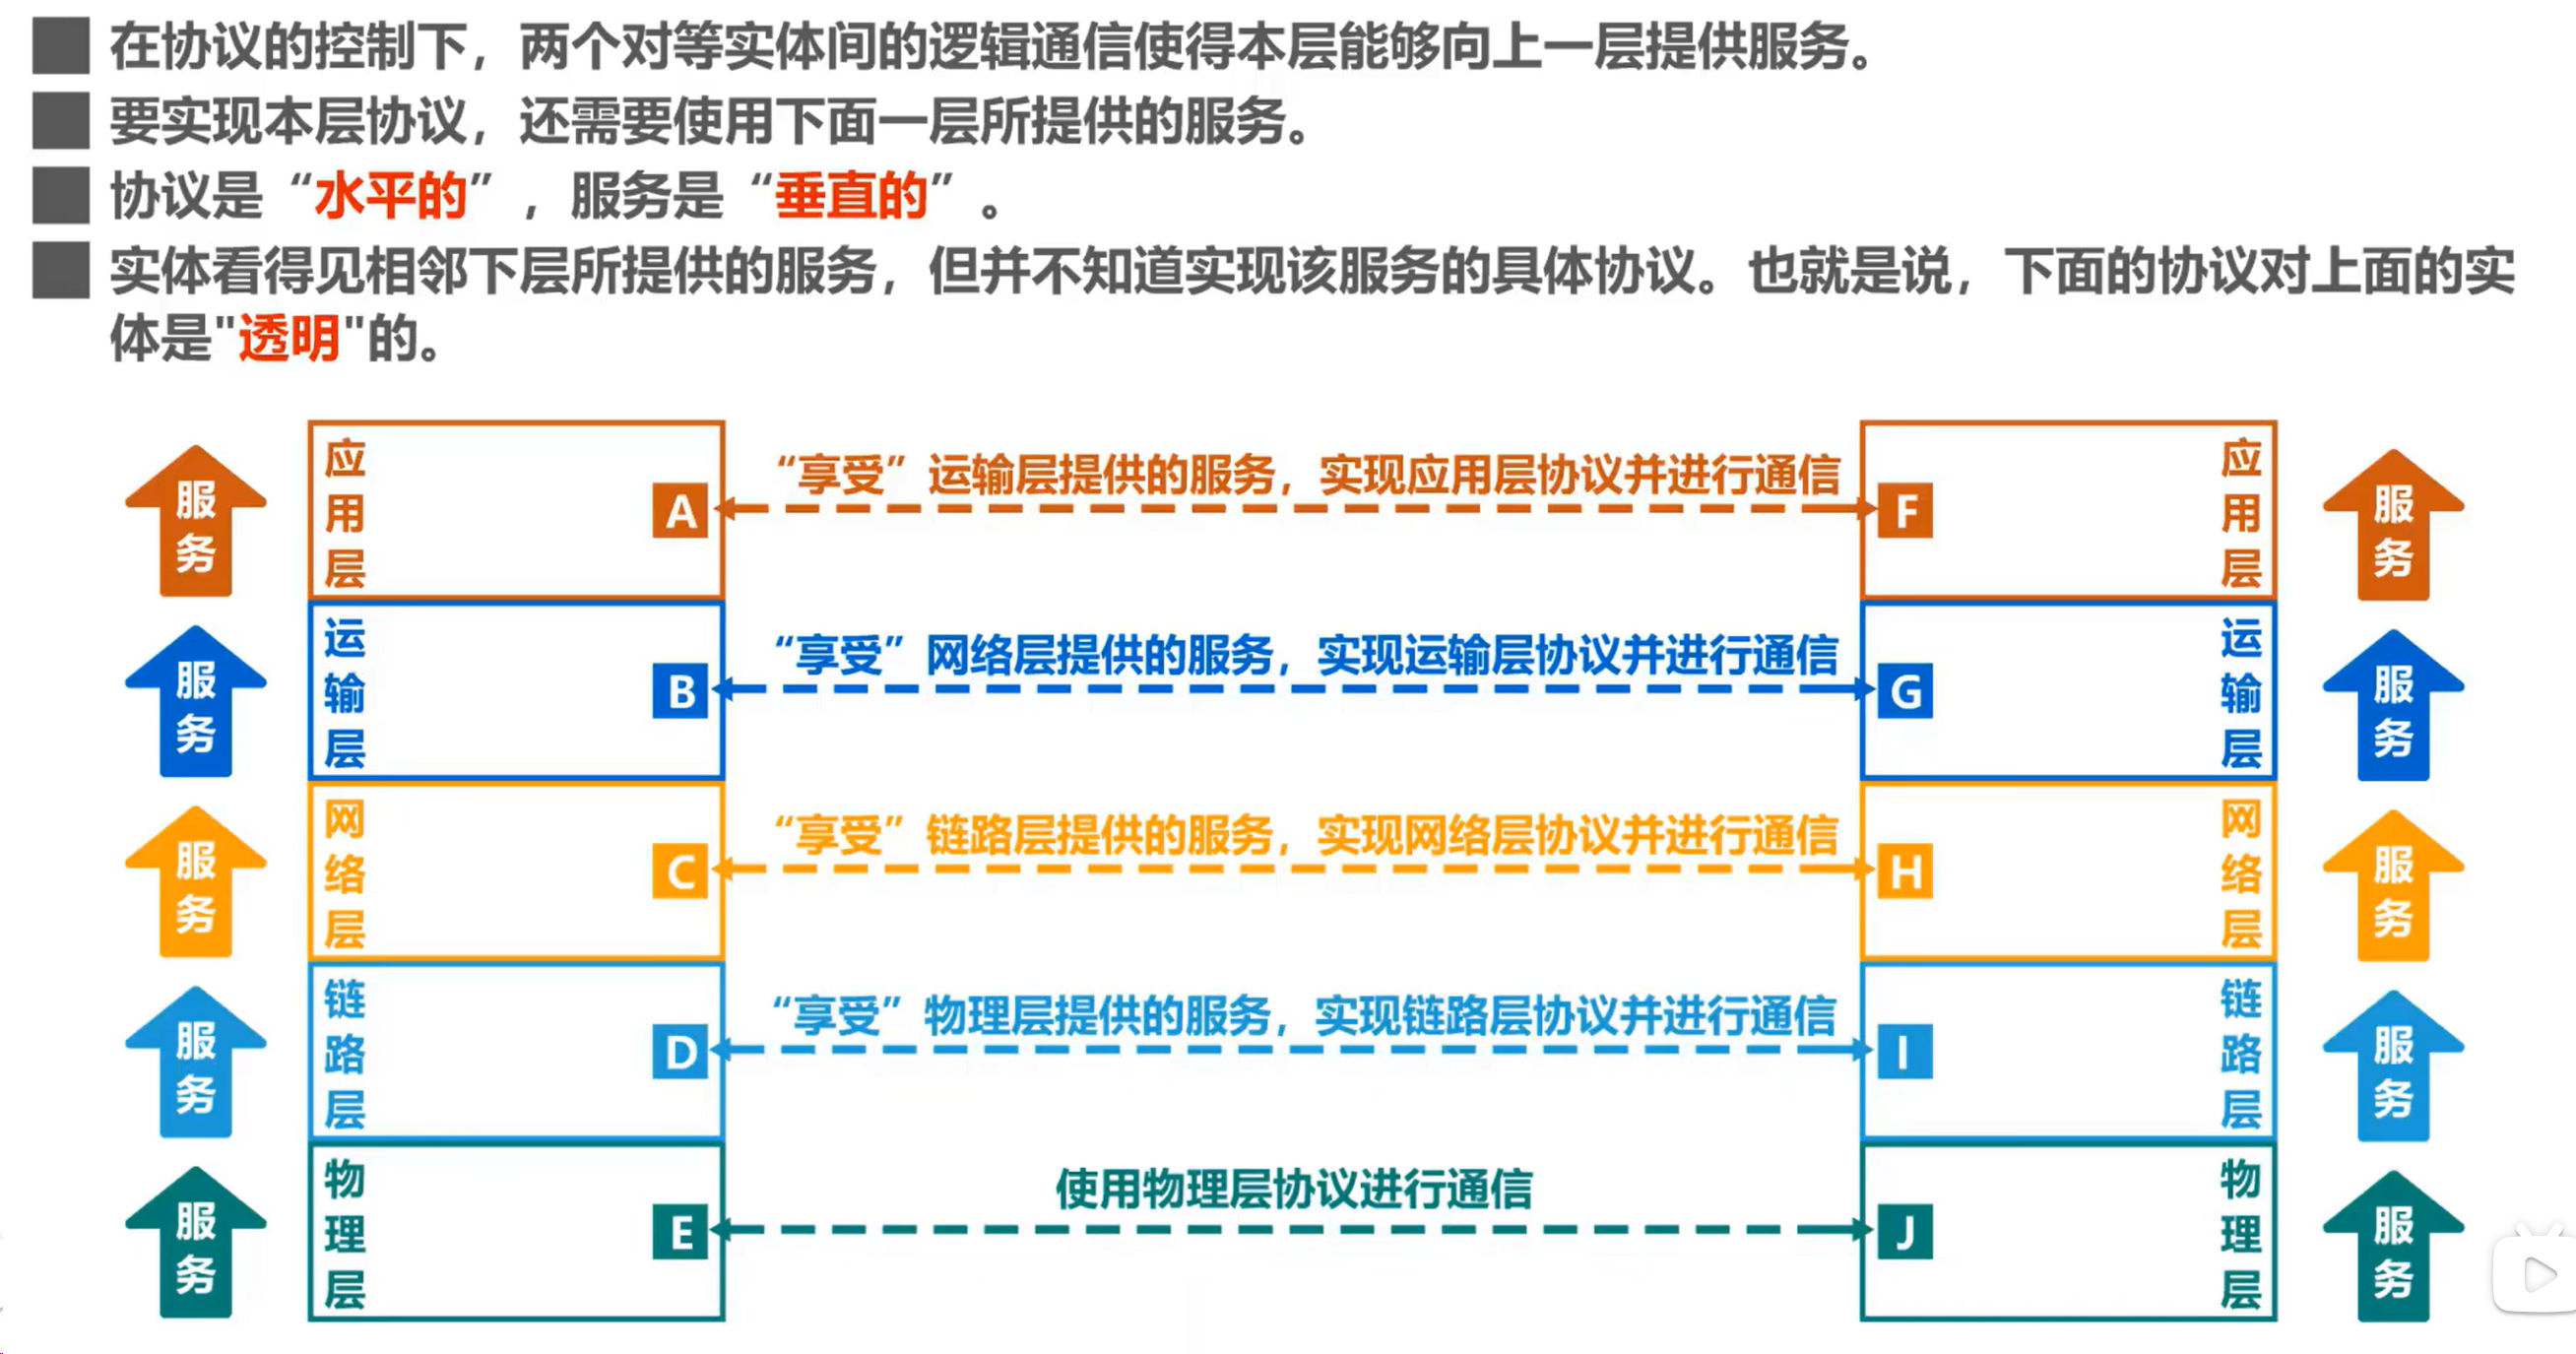 在协议的控制下，两个对等实体间的逻辑通信使得本层能够向上一层提供服务。
要实现本层协议，还需要使用下面一层所提供的服务。
协议是“水平的”，服务是“垂直的”。
实体看得见相邻下层所提供的服务，但并不知道实现该服务的具体协议。也就是说，下面的协议对上面的实
体是"透明"的。
服务
应用层
A
“享受”运输层提供的服务，实现应用层协议并进行通信
F
应用层
服务
服务
运输层
B
“享受”网络层提供的服务，实现运输层协议并进行通信
G
运输层
服务
服务
网络层
C
“享受”链路层提供的服务，实现网络层协议并进行通信
H
网络层
服务
服务
链路层
D
“享受”物理层提供的服务，实现链路层协议并进行通信
I
链路层
服务
服务
物理层
E
使用物理层协议进行通信
J
物理层
服务